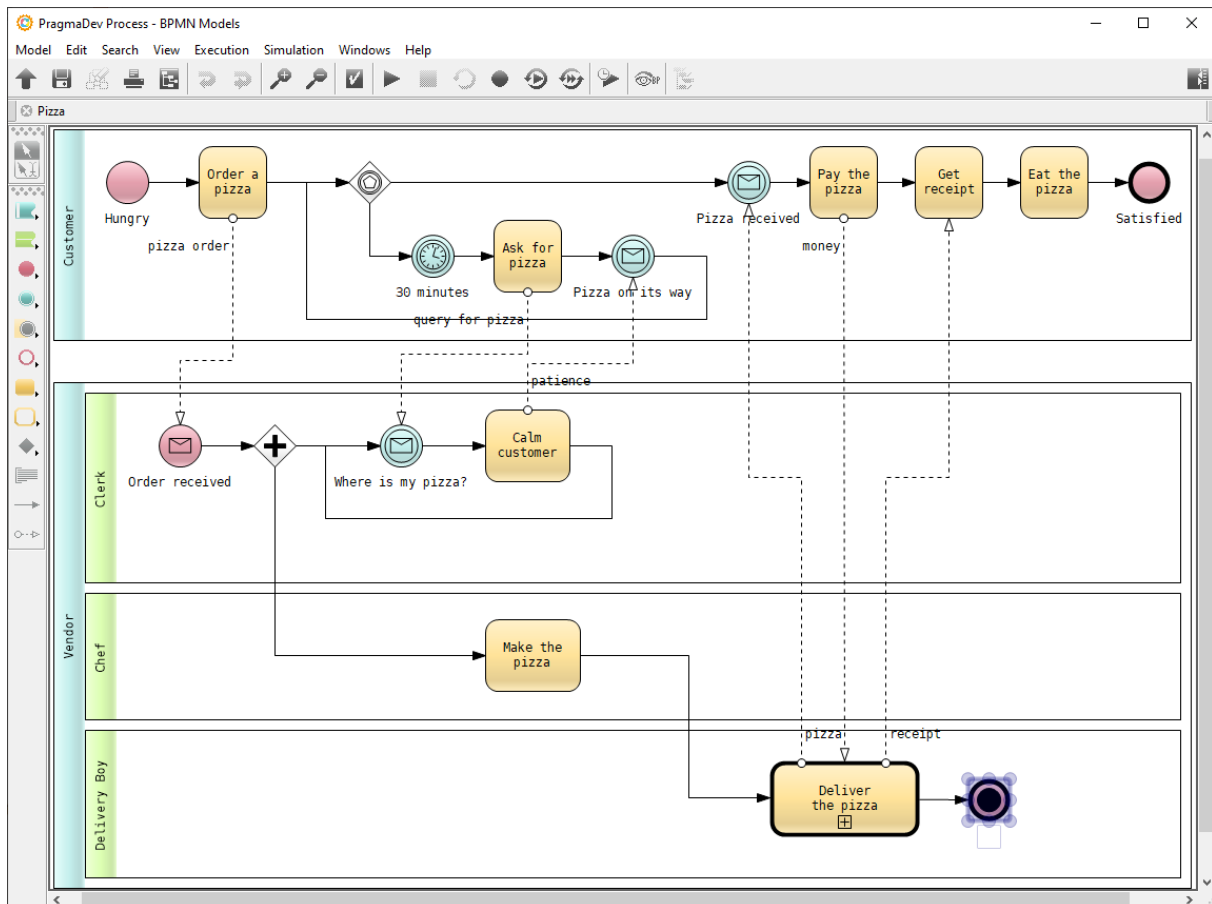 PragmaDev Process - BPMN Models
Model Edit Search View Execution Simulation Windows Help
BP
Pizza
Customer
Hungry
Order a
pizza
pizza order
30 minutes
Ask for
pizza
query for pizza
Pizza on its way
Pizza received
Pay the
pizza
money
Get
receipt
Eat the
pizza
Satisfied
patience
Vendor
Clerk
Order received
Where is my pizza?
Calm
customer
Chef
Make the
pizza
Delivery Boy
pizza
receipt
Deliver
the pizza